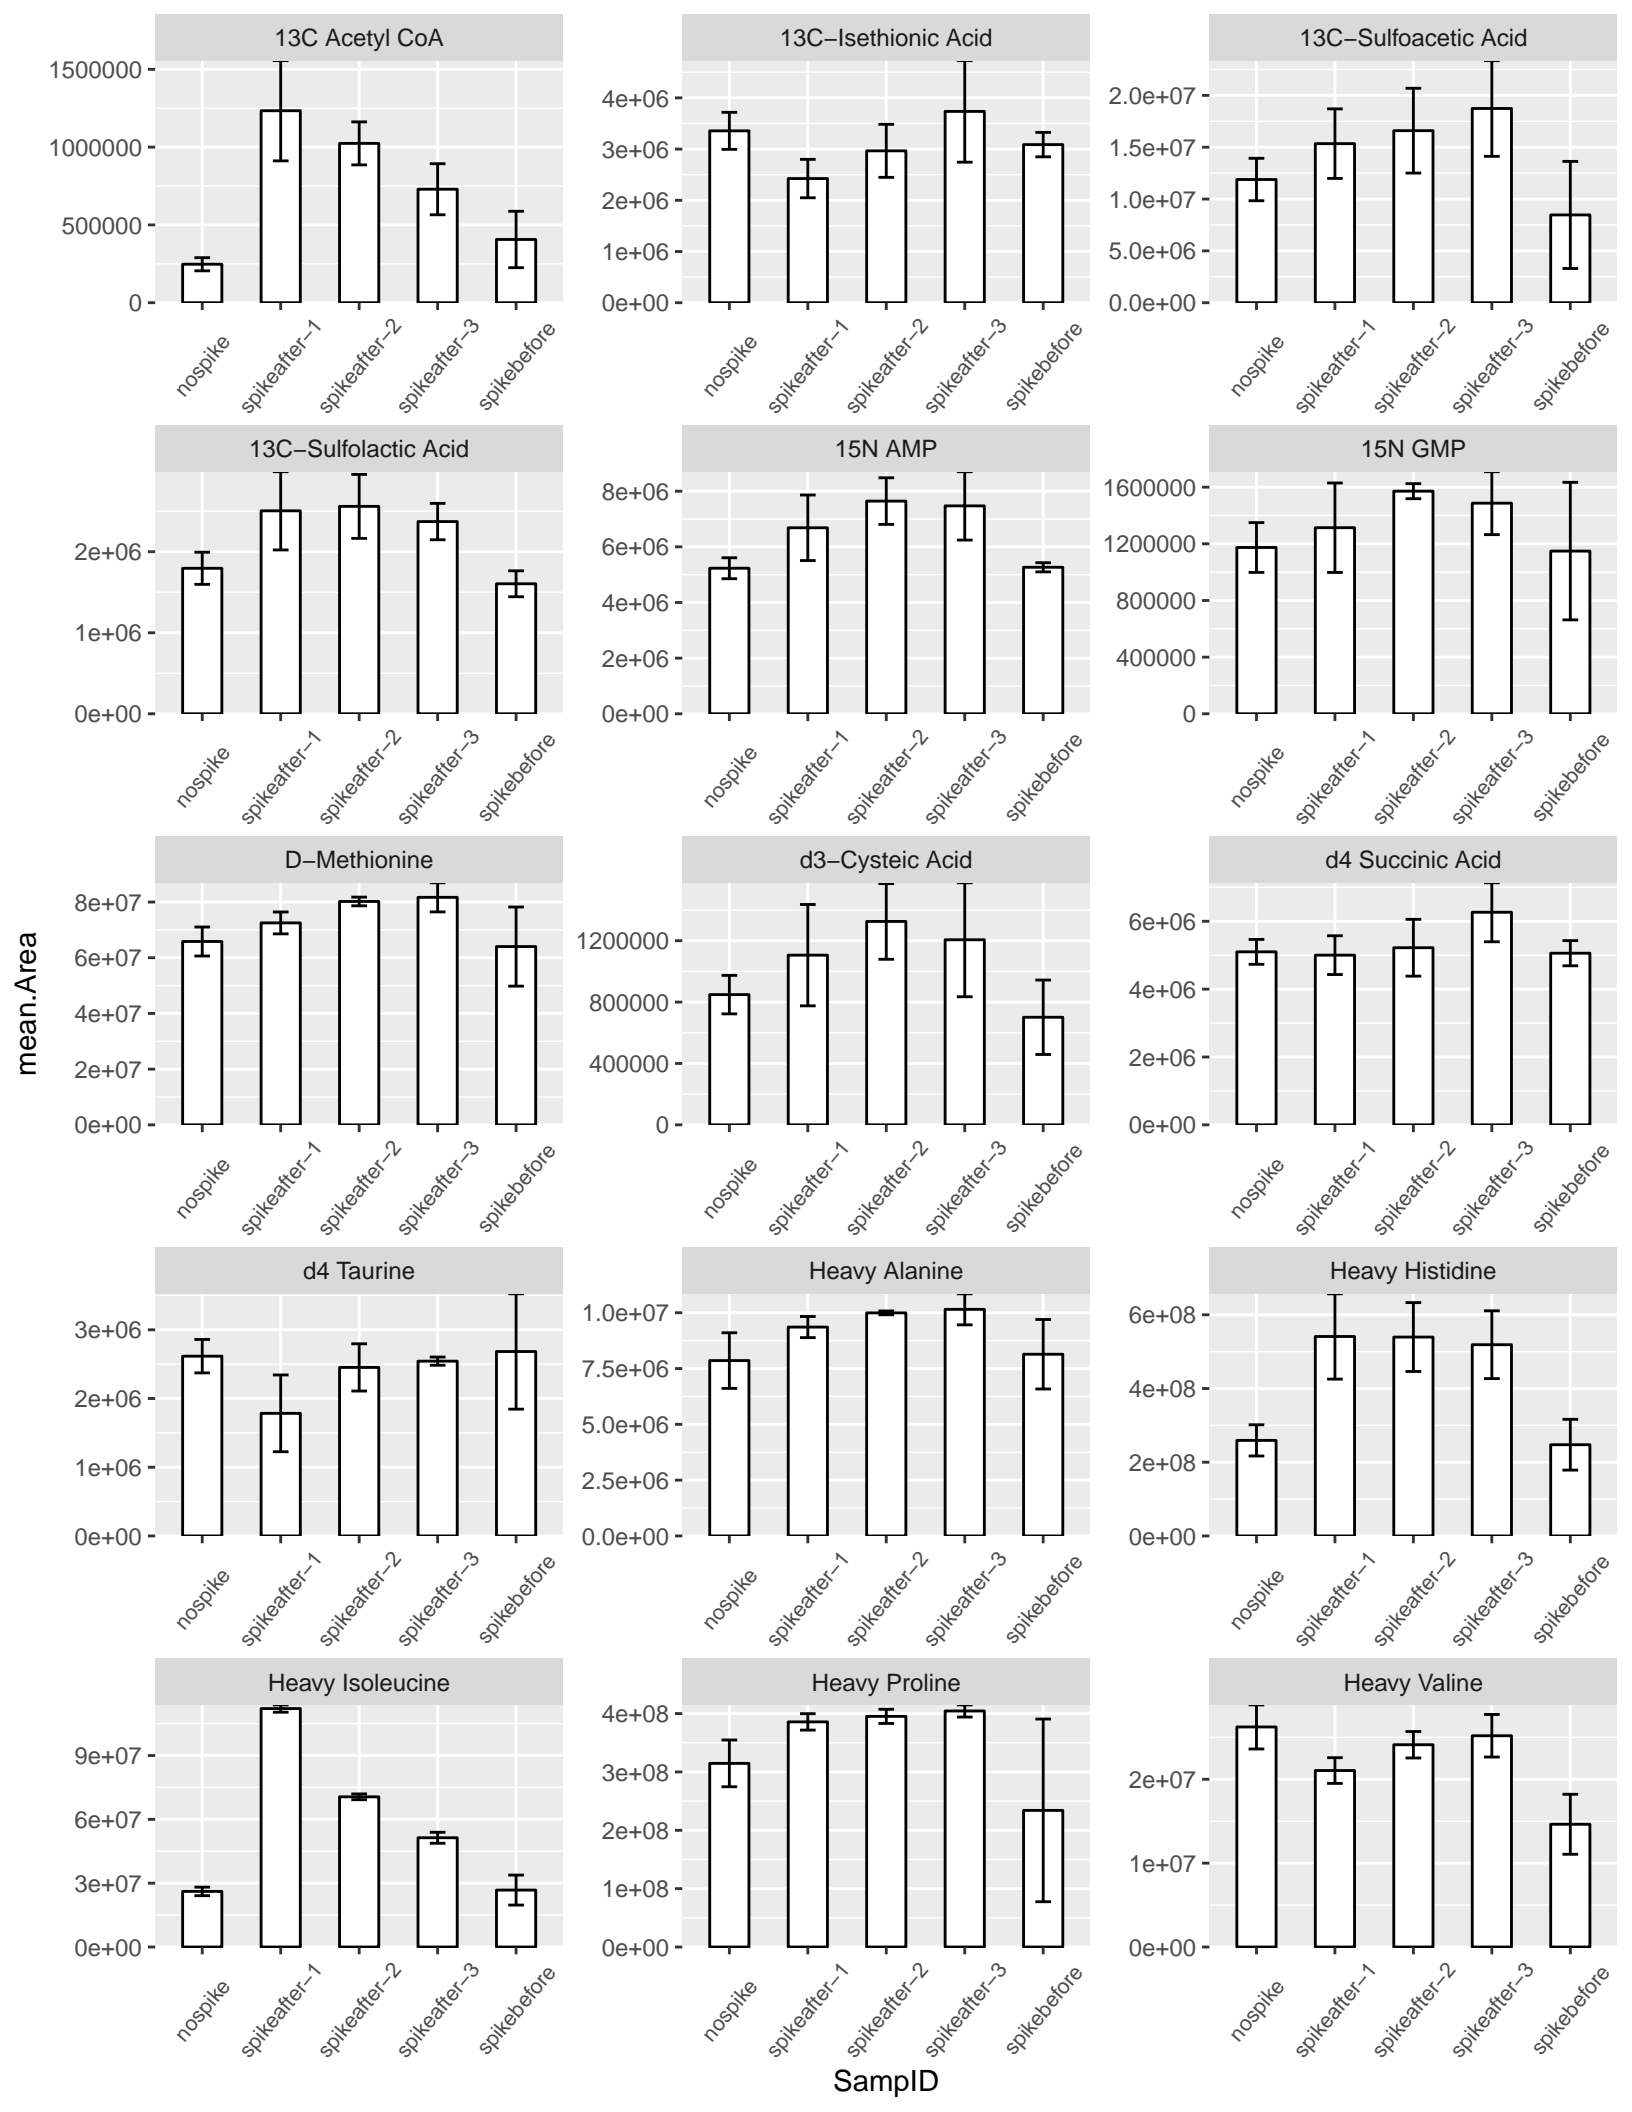 13C Acetyl CoA
13C−Isethionic Acid
13C−Sulfoacetic Acid
1500000
1000000
500000
0
4e+06
3e+06
2e+06
1e+06
0e+00
2.0e+07
1.5e+07
1.0e+07
5.0e+06
0.0e+00
nospike
spikeafter−1
spikeafter−2
spikeafter−3
spikebefore
nospike
spikeafter−1
spikeafter−2
spikeafter−3
spikebefore
nospike
spikeafter−1
spikeafter−2
spikeafter−3
spikebefore
13C−Sulfolactic Acid
15N AMP
15N GMP
2e+06
1e+06
0e+00
8e+06
6e+06
4e+06
2e+06
0e+00
1600000
1200000
800000
400000
0
nospike
spikeafter−1
spikeafter−2
spikeafter−3
spikebefore
nospike
spikeafter−1
spikeafter−2
spikeafter−3
spikebefore
nospike
spikeafter−1
spikeafter−2
spikeafter−3
spikebefore
mean.Area
D−Methionine
d3−Cysteic Acid
d4 Succinic Acid
8e+07
6e+07
4e+07
2e+07
0e+00
1200000
800000
400000
0
6e+06
4e+06
2e+06
0e+00
nospike
spikeafter−1
spikeafter−2
spikeafter−3
spikebefore
nospike
spikeafter−1
spikeafter−2
spikeafter−3
spikebefore
nospike
spikeafter−1
spikeafter−2
spikeafter−3
spikebefore
d4 Taurine
Heavy Alanine
Heavy Histidine
3e+06
2e+06
1e+06
0e+00
1.0e+07
7.5e+06
5.0e+06
2.5e+06
0.0e+00
6e+08
4e+08
2e+08
0e+00
nospike
spikeafter−1
spikeafter−2
spikeafter−3
spikebefore
nospike
spikeafter−1
spikeafter−2
spikeafter−3
spikebefore
nospike
spikeafter−1
spikeafter−2
spikeafter−3
spikebefore
Heavy Isoleucine
Heavy Proline
Heavy Valine
9e+07
6e+07
3e+07
0e+00
4e+08
3e+08
2e+08
1e+08
0e+00
2e+07
1e+07
0e+00
nospike
spikeafter−1
spikeafter−2
spikeafter−3
spikebefore
nospike
spikeafter−1
spikeafter−2
spikeafter−3
spikebefore
nospike
spikeafter−1
spikeafter−2
spikeafter−3
spikebefore
SampID